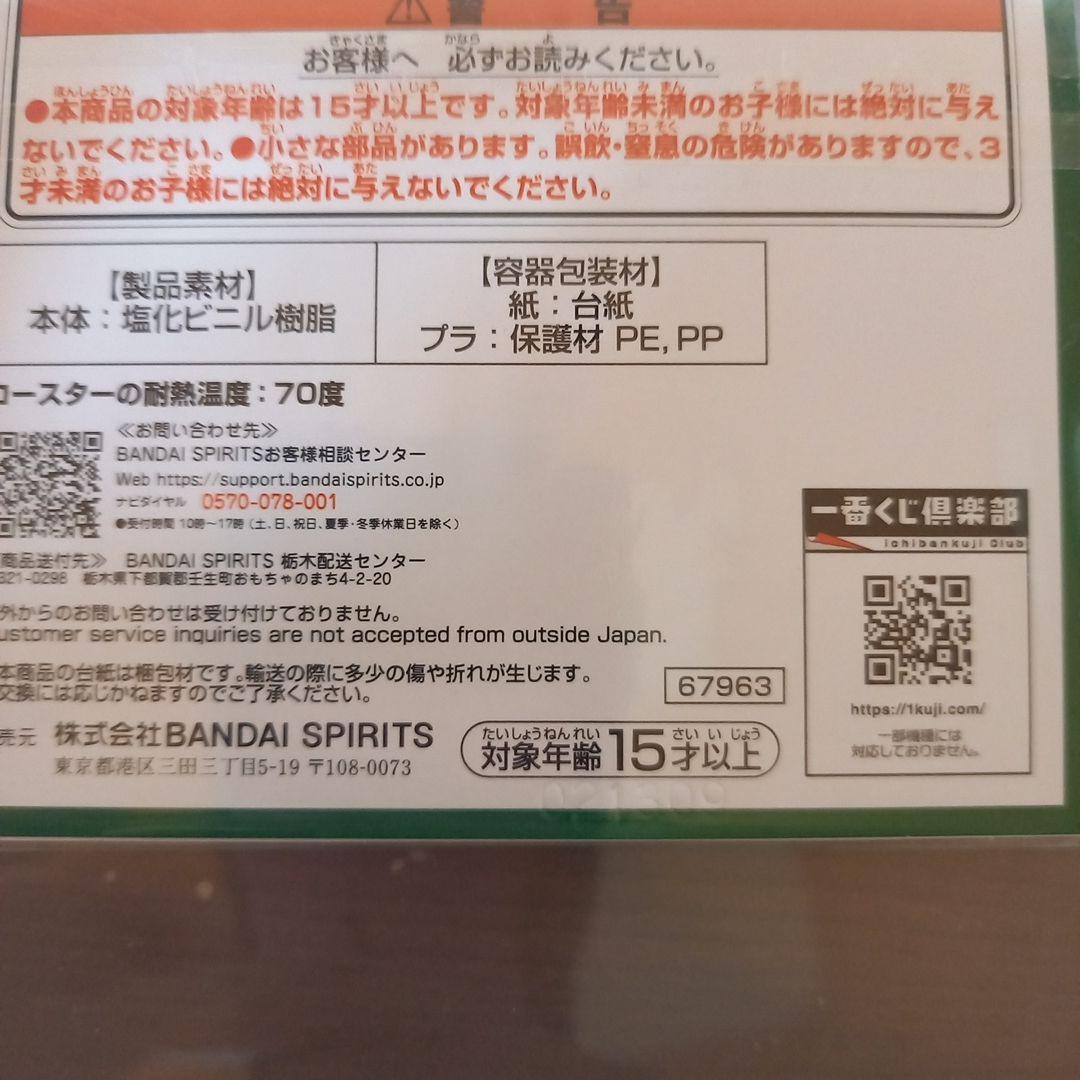 警 告
お客様へ 必ずお読みください。
●本商品の対象年齢は15才以上です。対象年齢未満のお子様には絶対に与え
ないでください。●小さな部品があります。誤飲・窒息の危険がありますので、3
才未満のお子様には絶対に与えないでください。
【製品素材】
本体：塩化ビニル樹脂
【容器包装材】
紙：台紙
プラ：保護材 PE, PP
コースターの耐熱温度：70度
≪お問い合わせ先≫
BANDAI SPIRITSお客様相談センター
Web https://support.bandaispirits.co.jp
ナビダイヤル 0570-078-001
●受付時間 10時～17時（土、日、祝日、夏季・冬季休業日を除く）
商品送付先≫ BANDAI SPIRITS 栃木配送センター
321-0298 栃木県下都賀郡壬生町おもちゃのまち4-2-20
外からのお問い合わせは受け付けておりません。
ustomer service inquiries are not accepted from outside Japan.
本商品の台紙は梱包材です。輸送の際に多少の傷や折れが生じます。
交換には応じかねますのでご了承ください。
67963
売元 株式会社BANDAI SPIRITS
東京都港区三田三丁目5-19 〒108-0073
対象年齢 15才以上
一番くじ倶楽部
ichibankuji Club
https://1kuji.com/
一部機種には
対応しておりません。